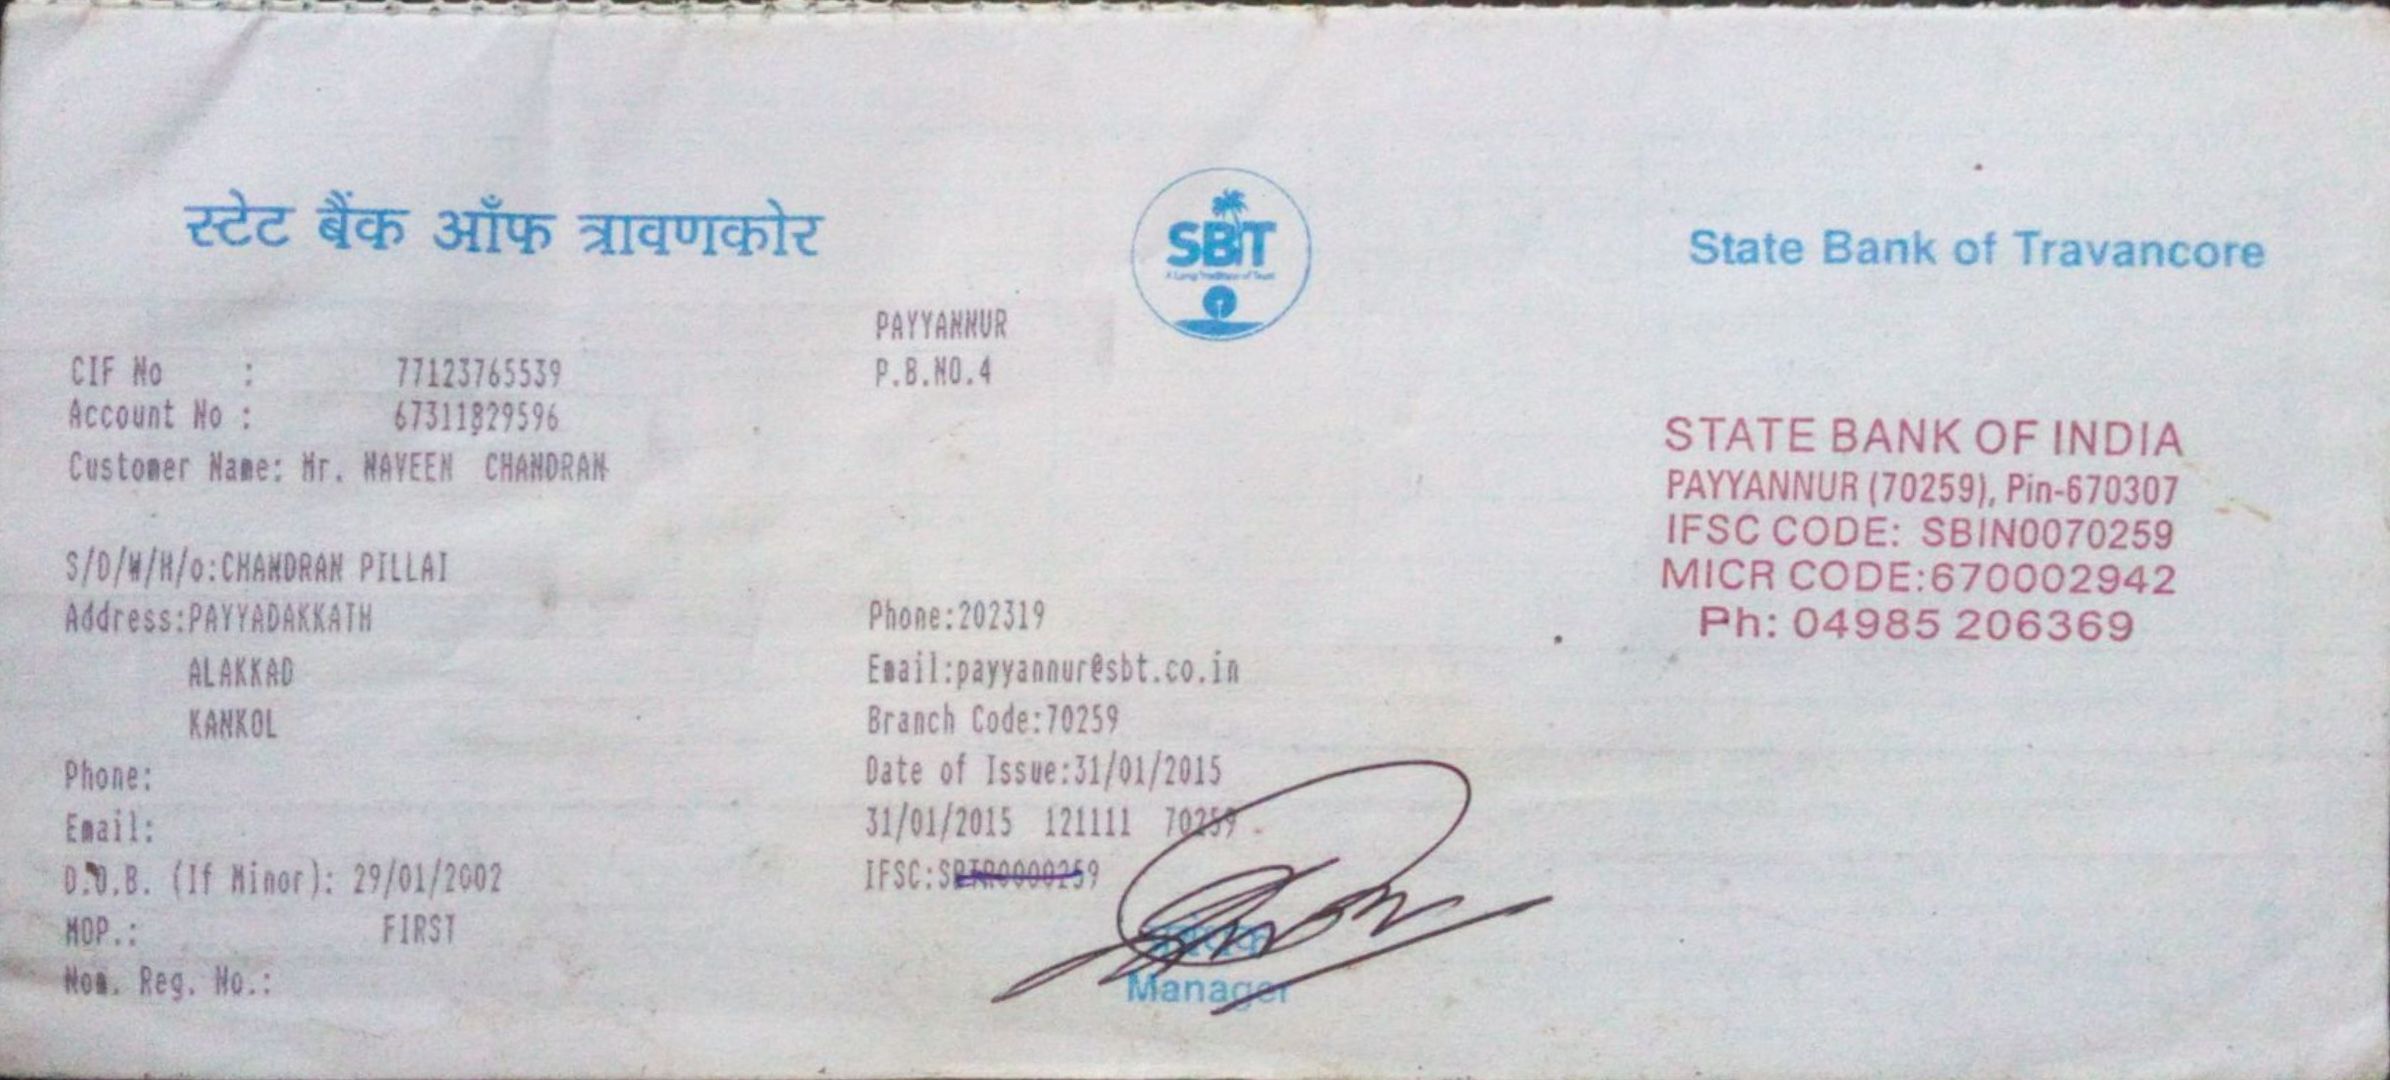 स्टेट बैंक ऑफ त्रावणकोर
SBT
A Long Tradition of Trust
State Bank of Travancore
PAYYANNUR
P.B.NO.4
CIF No : 77123765539
Account No : 67311829596
Customer Name: Mr. NAVEEN CHANDRAN
S/D/W/H/o:CHANDRAN PILLAI
Address:PAYYADAKKATH
ALAKKAD
KANKOL
Phone:
Email:
D.O.B. (If Minor): 29/01/2002
MOP.: FIRST
Nom. Reg. No.:
Phone:202319
Email:payyannur@sbt.co.in
Branch Code:70259
Date of Issue:31/01/2015
31/01/2015 121111 70259
IFSC:SBTR0000259
Manager
STATE BANK OF INDIA
PAYYANNUR (70259), Pin-670307
IFSC CODE: SBIN0070259
MICR CODE:670002942
Ph: 04985 206369